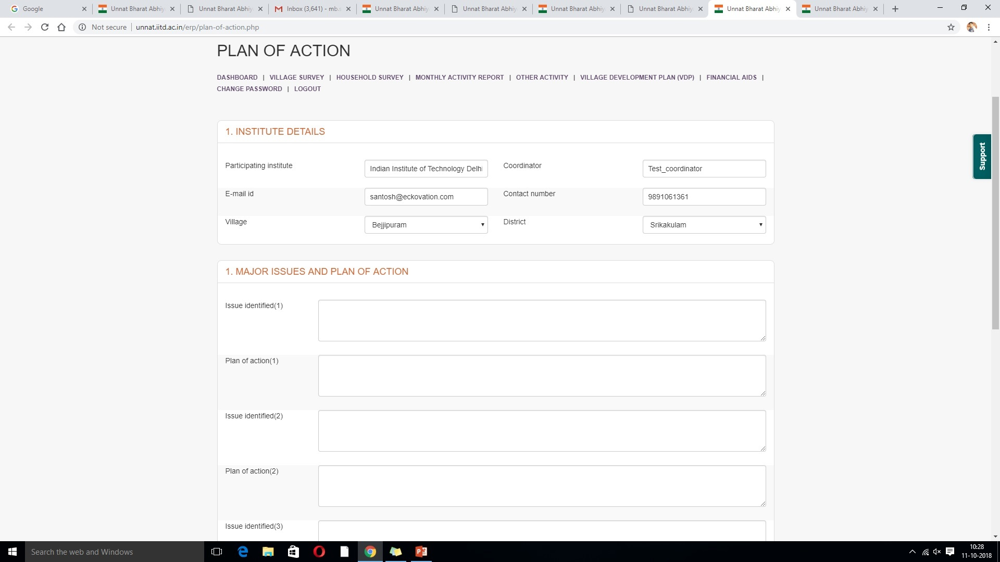 Google
Unnat Bharat Abhiy
Unnat Bharat Abhiy
Inbox (3,641) - mb.s
Unnat Bharat Abhiy
Unnat Bharat Abhiy
Unnat Bharat Abhiy
Unnat Bharat Abhiy
Unnat Bharat Abhiy
Unnat Bharat Abhiy
Not secure | unnat.iitd.ac.in/erp/plan-of-action.php
PLAN OF ACTION
DASHBOARD | VILLAGE SURVEY | HOUSEHOLD SURVEY | MONTHLY ACTIVITY REPORT | OTHER ACTIVITY | VILLAGE DEVELOPMENT PLAN (VDP) | FINANCIAL AIDS |
CHANGE PASSWORD | LOGOUT
1. INSTITUTE DETAILS
Participating institute Indian Institute of Technology Delhi Coordinator Test_coordinator
E-mail id santosh@eckovation.com Contact number 9891061361
Village Bejjipuram District Srikakulam
Support
1. MAJOR ISSUES AND PLAN OF ACTION
Issue identified(1)
Plan of action(1)
Issue identified(2)
Plan of action(2)
Issue identified(3)
Search the web and Windows
10:28
11-10-2018